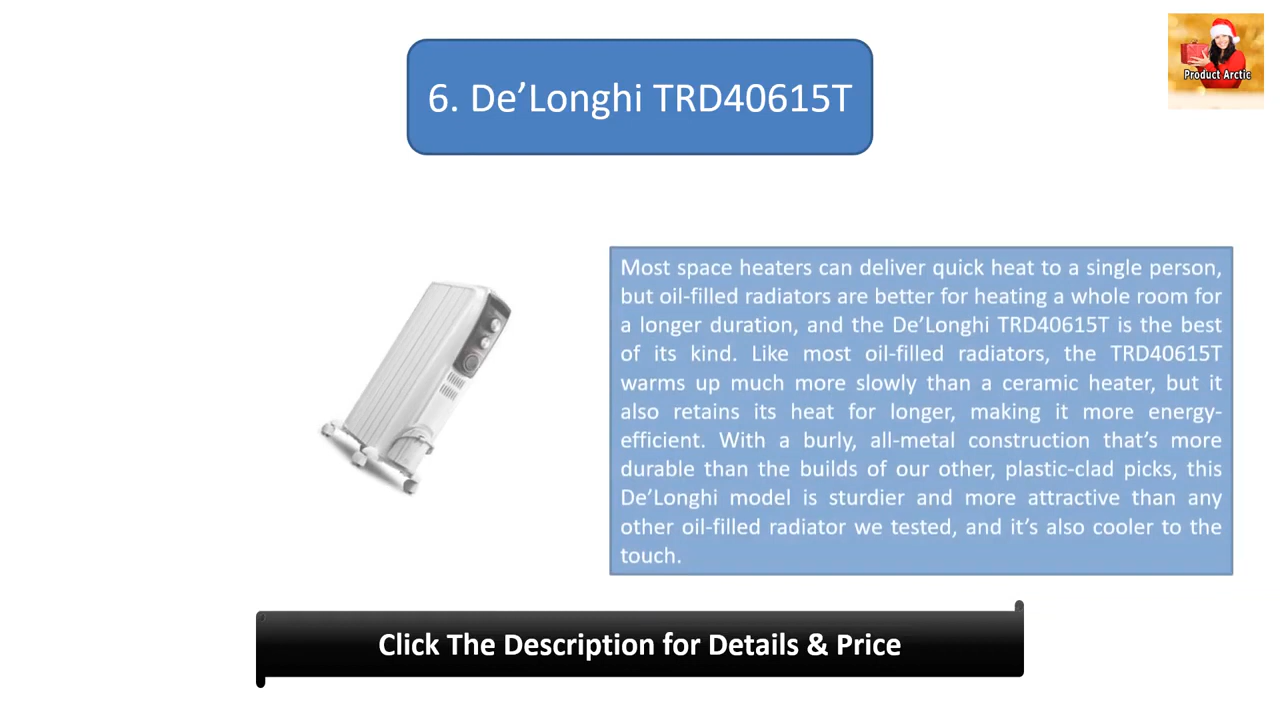 Product Arctic
6. De’Longhi TRD40615T
Most space heaters can deliver quick heat to a single person,
but oil-filled radiators are better for heating a whole room for
a longer duration, and the De’Longhi TRD40615T is the best
of its kind. Like most oil-filled radiators, the TRD40615T
warms up much more slowly than a ceramic heater, but it
also retains its heat for longer, making it more energy-
efficient. With a burly, all-metal construction that’s more
durable than the builds of our other, plastic-clad picks, this
De’Longhi model is sturdier and more attractive than any
other oil-filled radiator we tested, and it’s also cooler to the
touch.
Click The Description for Details & Price